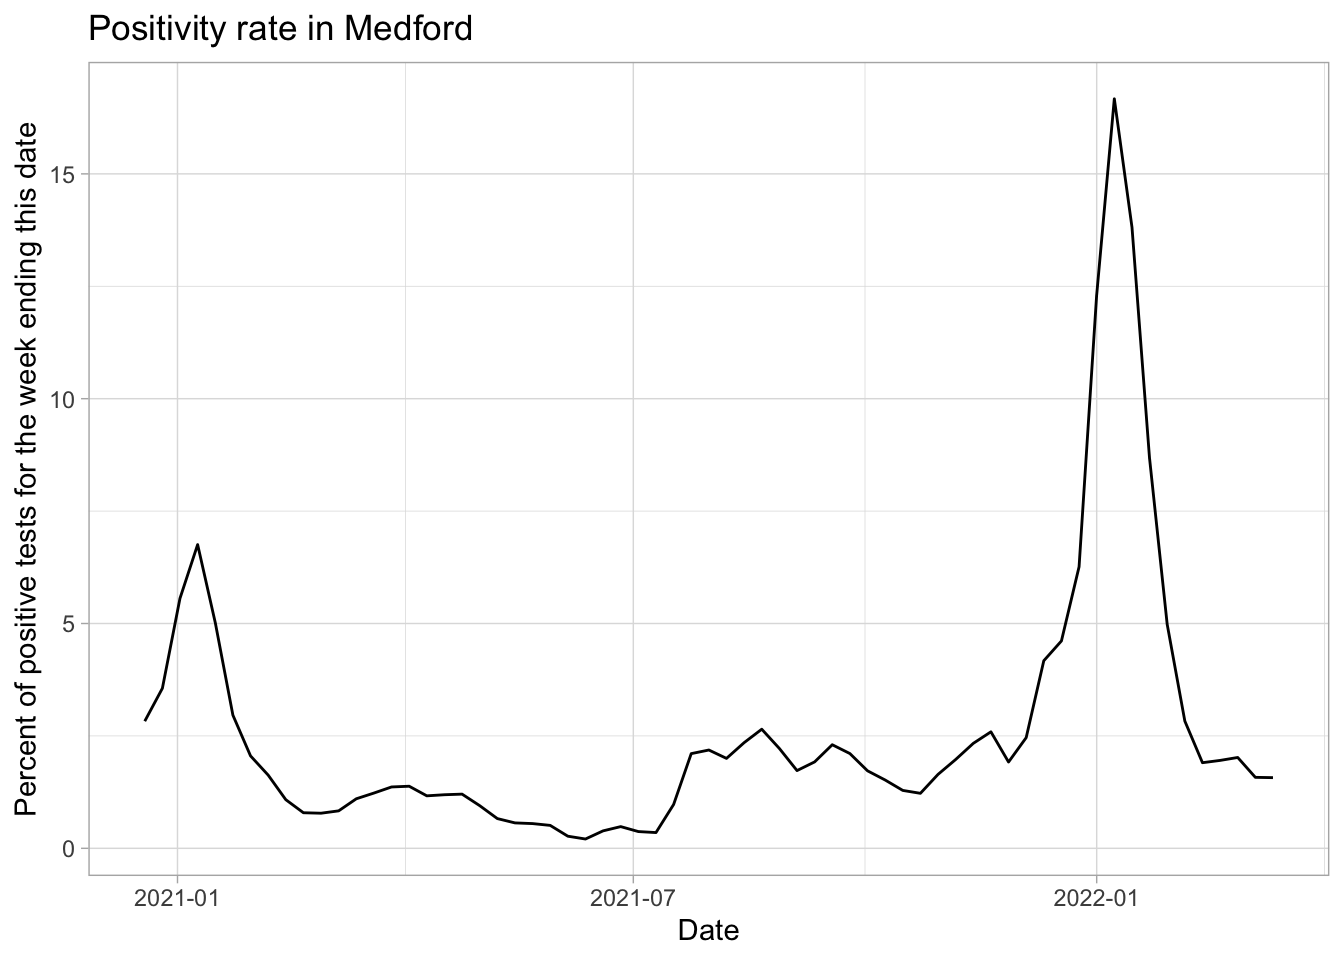 Positivity rate in Medford
Percent of positive tests for the week ending this date
15
10
5
0
2021-01
2021-07
2022-01
Date